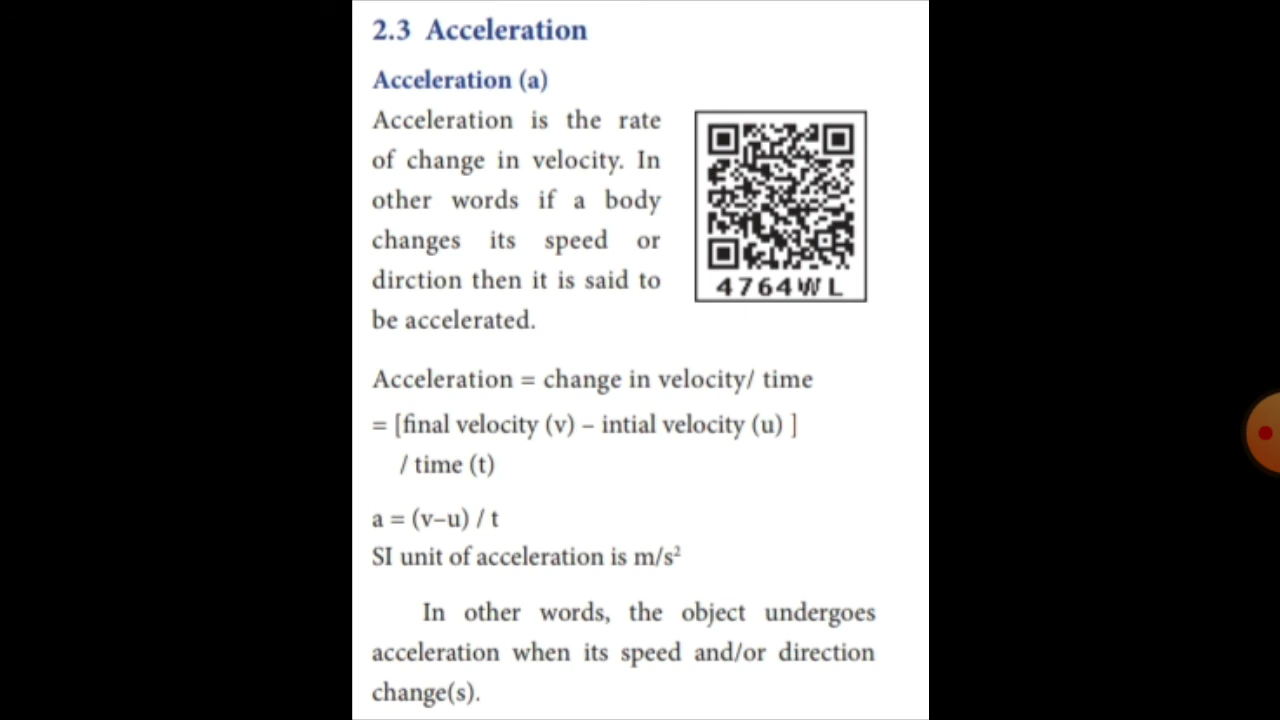 2.3 Acceleration
Acceleration (a)
Acceleration is the rate
of change in velocity. In
other words if a body
changes its speed or
dirction then it is said to
be accelerated.
4764WL
Acceleration = change in velocity/ time
= [final velocity (v) – intial velocity (u) ]
/ time (t)
a = (v–u) / t
SI unit of acceleration is m/s²
In other words, the object undergoes
acceleration when its speed and/or direction
change(s).